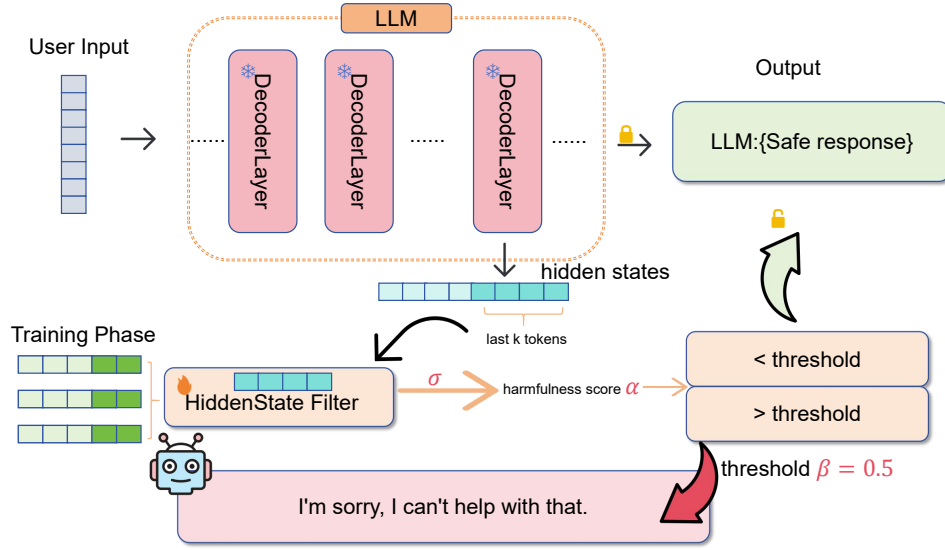 LLM
User Input
DecoderLayer
DecoderLayer
DecoderLayer
......
......
......
Output
LLM:{Safe response}
hidden states
last k tokens
Training Phase
HiddenState Filter
σ
harmfulness score α
< threshold
> threshold
threshold β = 0.5
I'm sorry, I can't help with that.